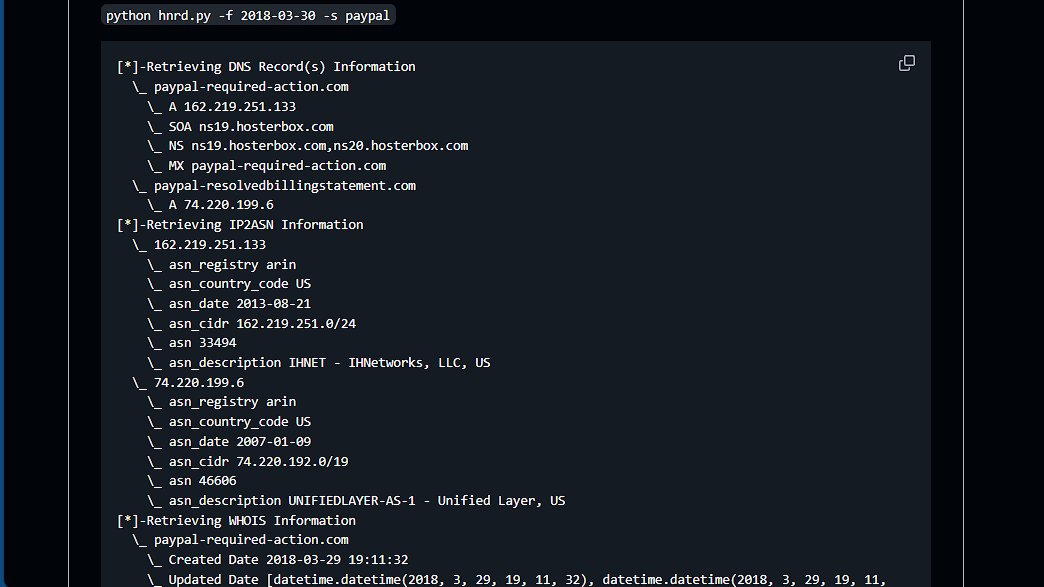 python hnrd.py -f 2018-03-30 -s paypal
[*]-Retrieving DNS Record(s) Information
\_ paypal-required-action.com
\_ A 162.219.251.133
\_ SOA ns19.hosterbox.com
\_ NS ns19.hosterbox.com,ns20.hosterbox.com
\_ MX paypal-required-action.com
\_ paypal-resolvedbillingstatement.com
\_ A 74.220.199.6
[*]-Retrieving IP2ASN Information
\_ 162.219.251.133
\_ asn_registry arin
\_ asn_country_code US
\_ asn_date 2013-08-21
\_ asn_cidr 162.219.251.0/24
\_ asn 33494
\_ asn_description IHNET - IHNetworks, LLC, US
\_ 74.220.199.6
\_ asn_registry arin
\_ asn_country_code US
\_ asn_date 2007-01-09
\_ asn_cidr 74.220.192.0/19
\_ asn 46606
\_ asn_description UNIFIEDLAYER-AS-1 - Unified Layer, US
[*]-Retrieving WHOIS Information
\_ paypal-required-action.com
\_ Created Date 2018-03-29 19:11:32
\_ Updated Date [datetime.datetime(2018, 3, 29, 19, 11, 32), datetime.datetime(2018, 3, 29, 19, 11,